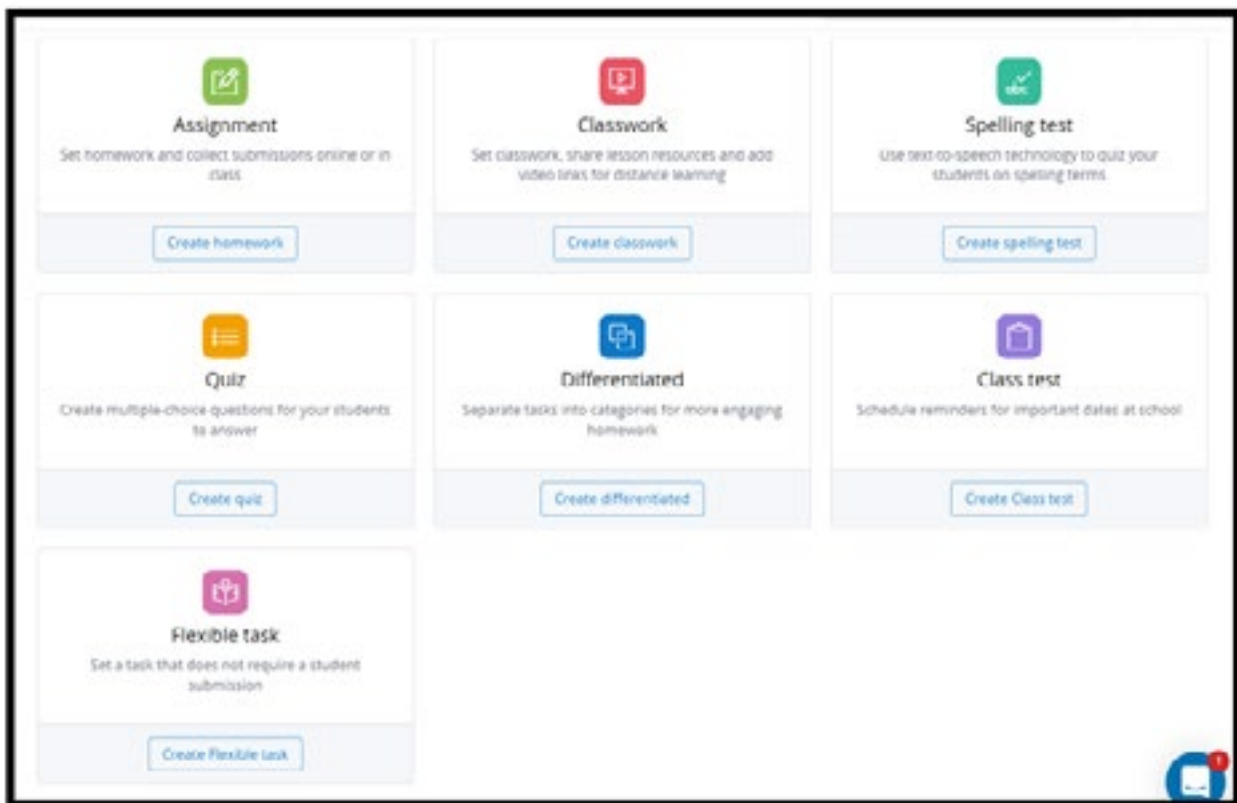 Assignment
Set homework and collect submissions online or in
class
Create homework
Classwork
Set classwork, share lesson resources and add
video links for distance learning
Create classwork
abc
Spelling test
Use text-to-speech technology to quiz your
students on spelling terms
Create spelling test
Quiz
Create multiple-choice questions for your students
to answer
Create quiz
Differentiated
Separate tasks into categories for more engaging
homework
Create differentiated
Class test
Schedule reminders for important dates at school
Create Class test
Flexible task
Set a task that does not require a student
submission
Create Flexible task
1